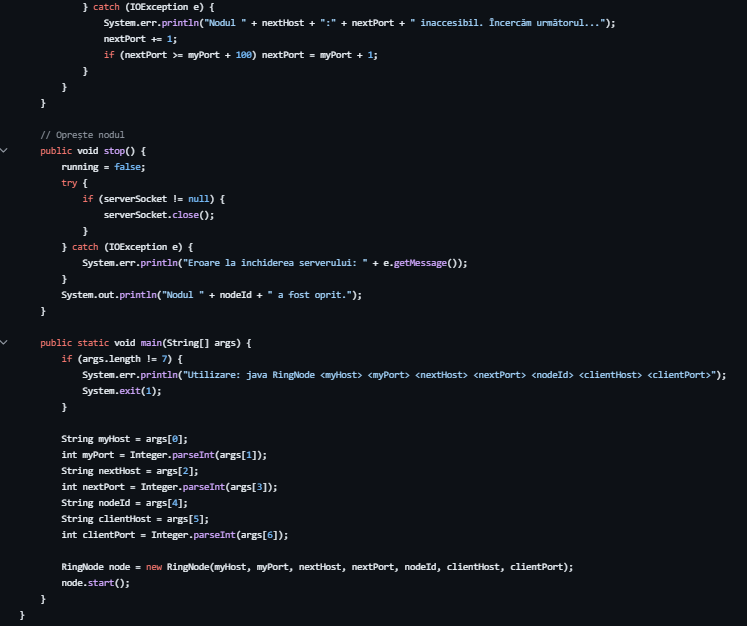 } catch (IOException e) {
System.err.println("Nodul " + nextHost + ":" + nextPort + " inaccesibil. Încercăm următorul...");
nextPort += 1;
if (nextPort >= myPort + 100) nextPort = myPort + 1;
}
}
}
// Oprește nodul
public void stop() {
running = false;
try {
if (serverSocket != null) {
serverSocket.close();
}
} catch (IOException e) {
System.err.println("Eroare la inchiderea serverului: " + e.getMessage());
}
System.out.println("Nodul " + nodeId + " a fost oprit.");
}
public static void main(String[] args) {
if (args.length != 7) {
System.err.println("Utilizare: java RingNode <myHost> <myPort> <nextHost> <nextPort> <nodeId> <clientHost> <clientPort>");
System.exit(1);
}
String myHost = args[0];
int myPort = Integer.parseInt(args[1]);
String nextHost = args[2];
int nextPort = Integer.parseInt(args[3]);
String nodeId = args[4];
String clientHost = args[5];
int clientPort = Integer.parseInt(args[6]);
RingNode node = new RingNode(myHost, myPort, nextHost, nextPort, nodeId, clientHost, clientPort);
node.start();
}
}